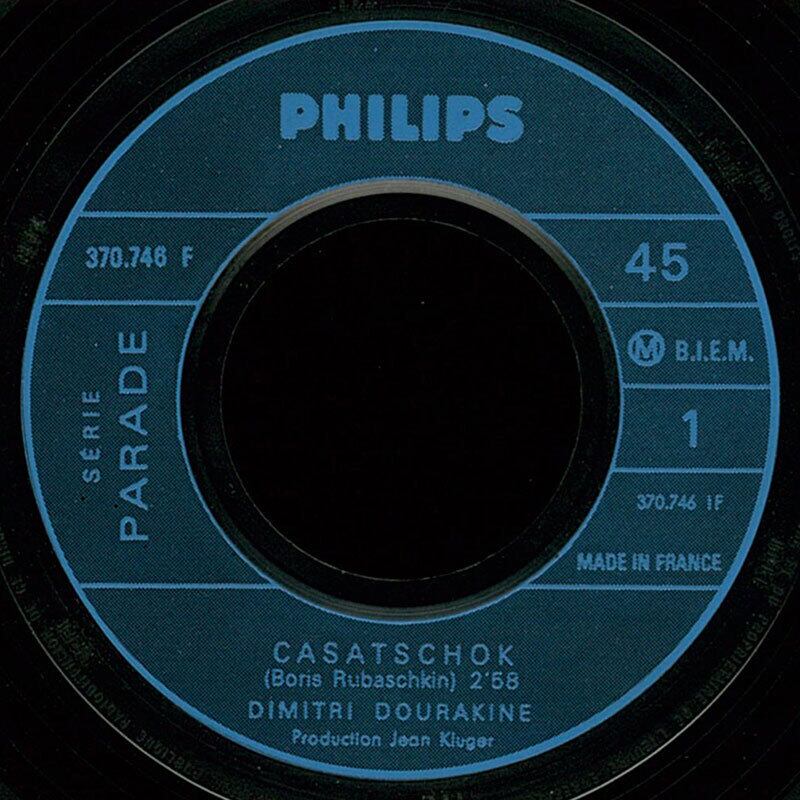 PHILIPS
370.746 F
45
M B.I.E.M.
SÉRIE
PARADE
1
370.746 1F
MADE IN FRANCE
CASATSCHOK
(Boris Rubaschkin) 2'58
DIMITRI DOURAKINE
Production Jean Kluger